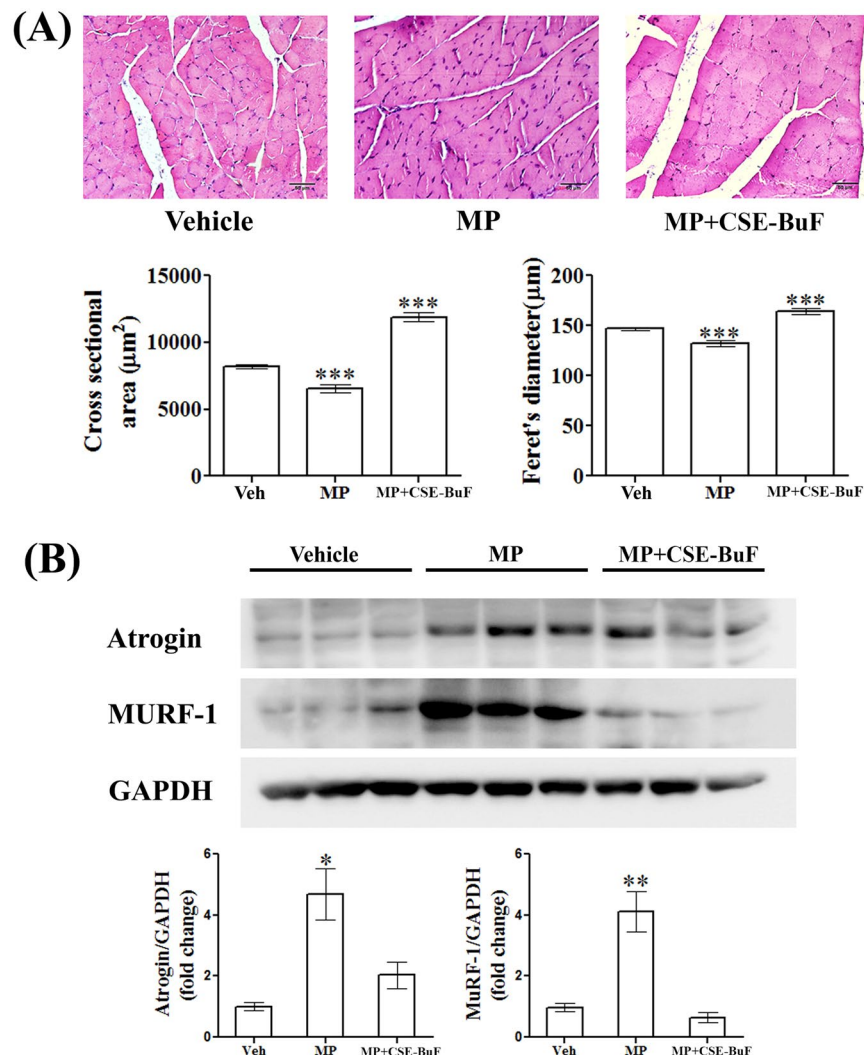 (A)
Vehicle
MP
MP+CSE-BuF
Cross sectional
area (μm²)
15000
10000
5000
0
***
***
Veh
MP
MP+CSE-BuF
Feret's diameter(μm)
200
150
100
50
0
***
***
Veh
MP
MP+CSE-BuF
(B)
Vehicle
MP
MP+CSE-BuF
Atrogin
MURF-1
GAPDH
Atrogin/GAPDH
(fold change)
6
4
2
0
*
Veh
MP
MP+CSE-BuF
MuRF-1/GAPDH
(fold change)
6
4
2
0
**
Veh
MP
MP+CSE-BuF